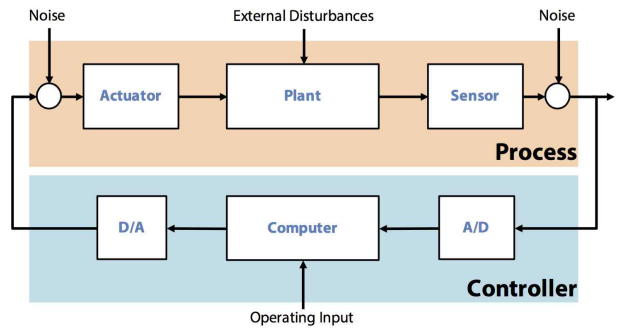 Noise
External Disturbances
Noise
Actuator
Plant
Sensor
Process
D/A
Computer
A/D
Controller
Operating Input